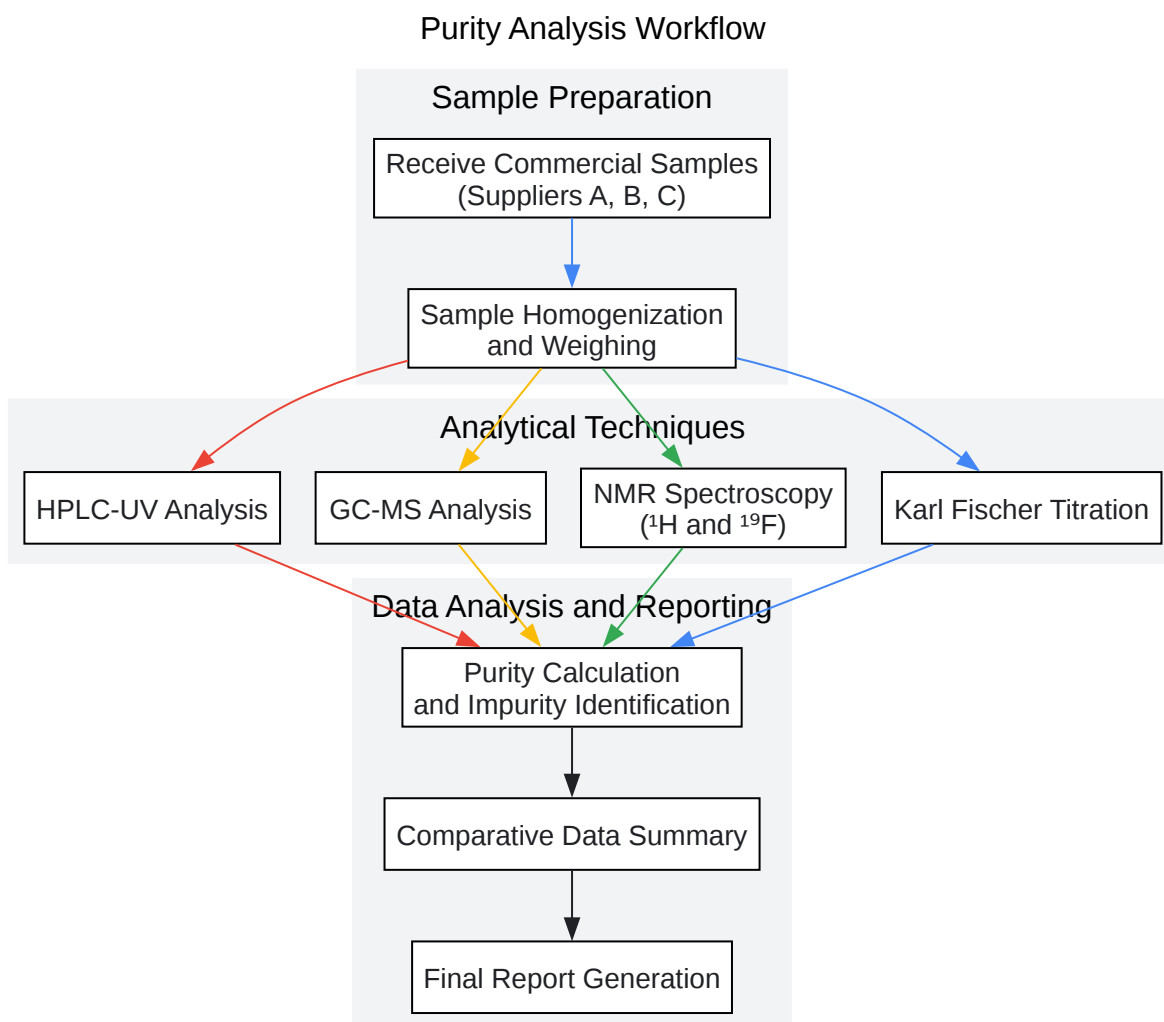 Purity Analysis Workflow
Sample Preparation
Receive Commercial Samples
(Suppliers A, B, C)
Sample Homogenization
and Weighing
Analytical Techniques
HPLC-UV Analysis
GC-MS Analysis
NMR Spectroscopy
(¹H and ¹⁹F)
Karl Fischer Titration
Data Analysis and Reporting
Purity Calculation
and Impurity Identification
Comparative Data Summary
Final Report Generation